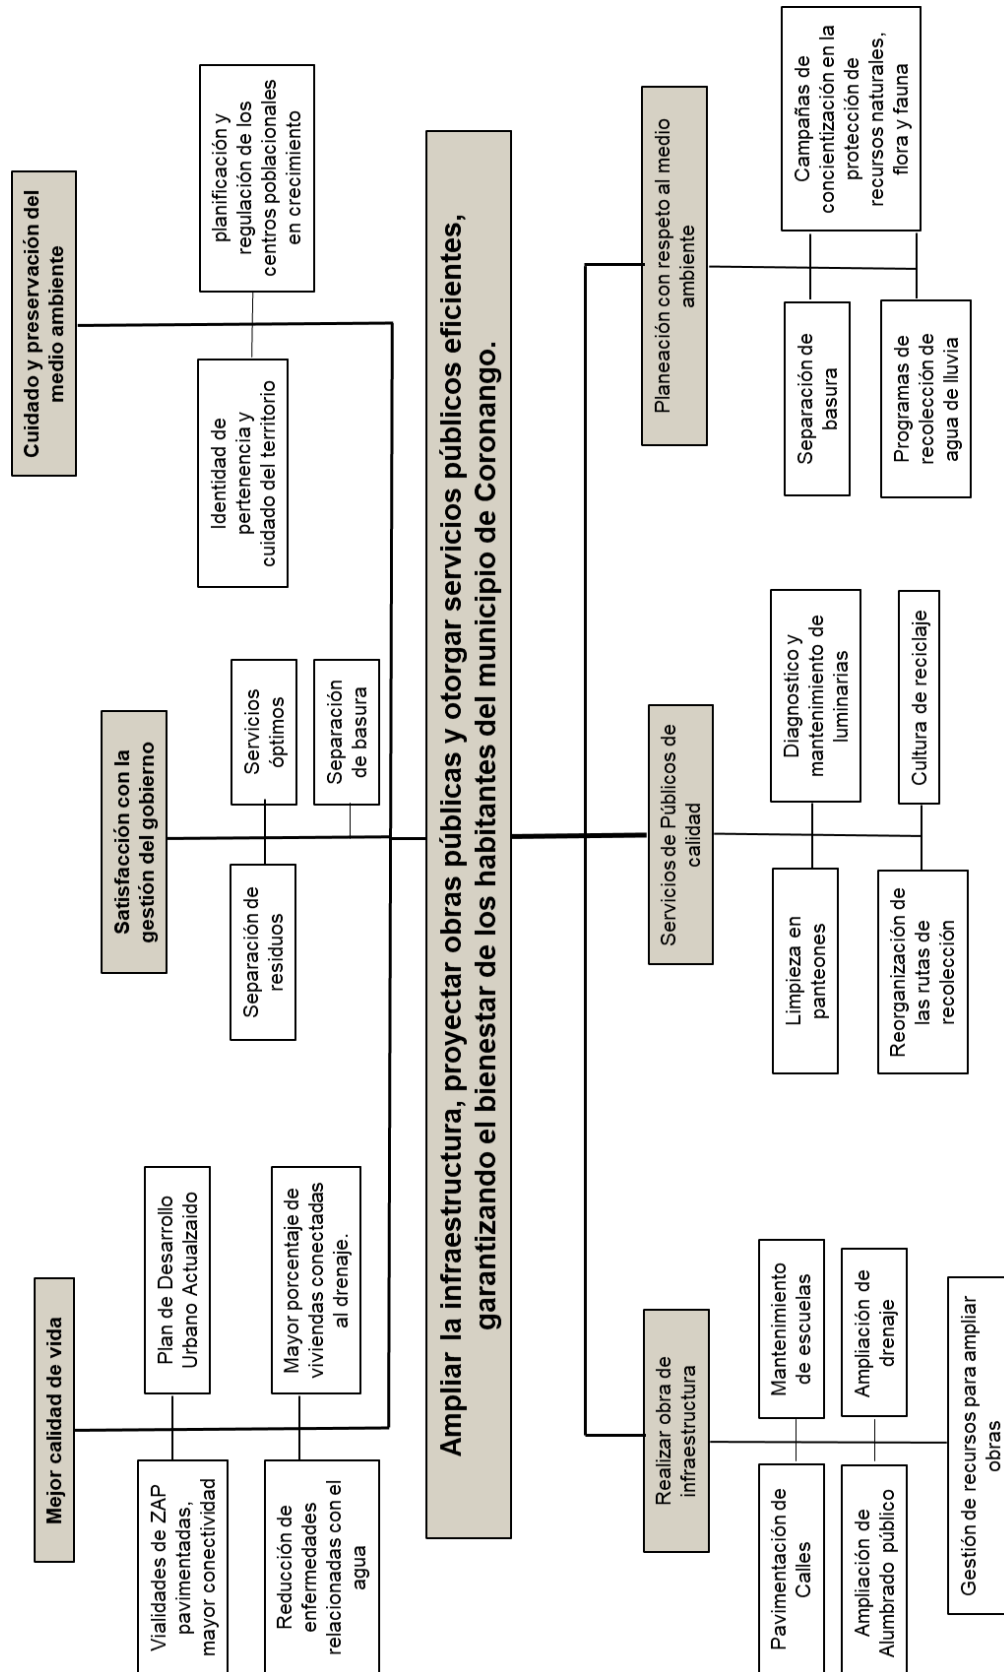 Mejor calidad de vida
Vialidades de ZAP
pavimentadas,
mayor conectividad
Plan de Desarrollo
Urbano Actualzaido
Reducción de
enfermedades
relacionadas con el
agua
Mayor porcentaje de
viviendas conectadas
al drenaje.
Satisfacción con la
gestión del gobierno
Separación de
residuos
Servicios
óptimos
Separación
de basura
Cuidado y preservación del
medio ambiente
Identidad de
pertenencia y
cuidado del territorio
planificación y
regulación de los
centros poblacionales
en crecimiento
Ampliar la infraestructura, proyectar obras públicas y otorgar servicios públicos eficientes,
garantizando el bienestar de los habitantes del municipio de Coronango.
Realizar obra de
infraestructura
Pavimentación de
Calles
Mantenimiento
de escuelas
Ampliación de
Alumbrado público
Ampliación de
drenaje
Gestión de recursos para ampliar
obras
Servicios de Públicos de
calidad
Limpieza en
panteones
Diagnostico y
mantenimiento de
luminarias
Reorganización de
las rutas de
recolección
Cultura de reciclaje
Planeación con respeto al medio
ambiente
Separación de
basura
Campañas de
concientización en la
protección de
recursos naturales,
flora y fauna
Programas de
recolección de
agua de lluvia